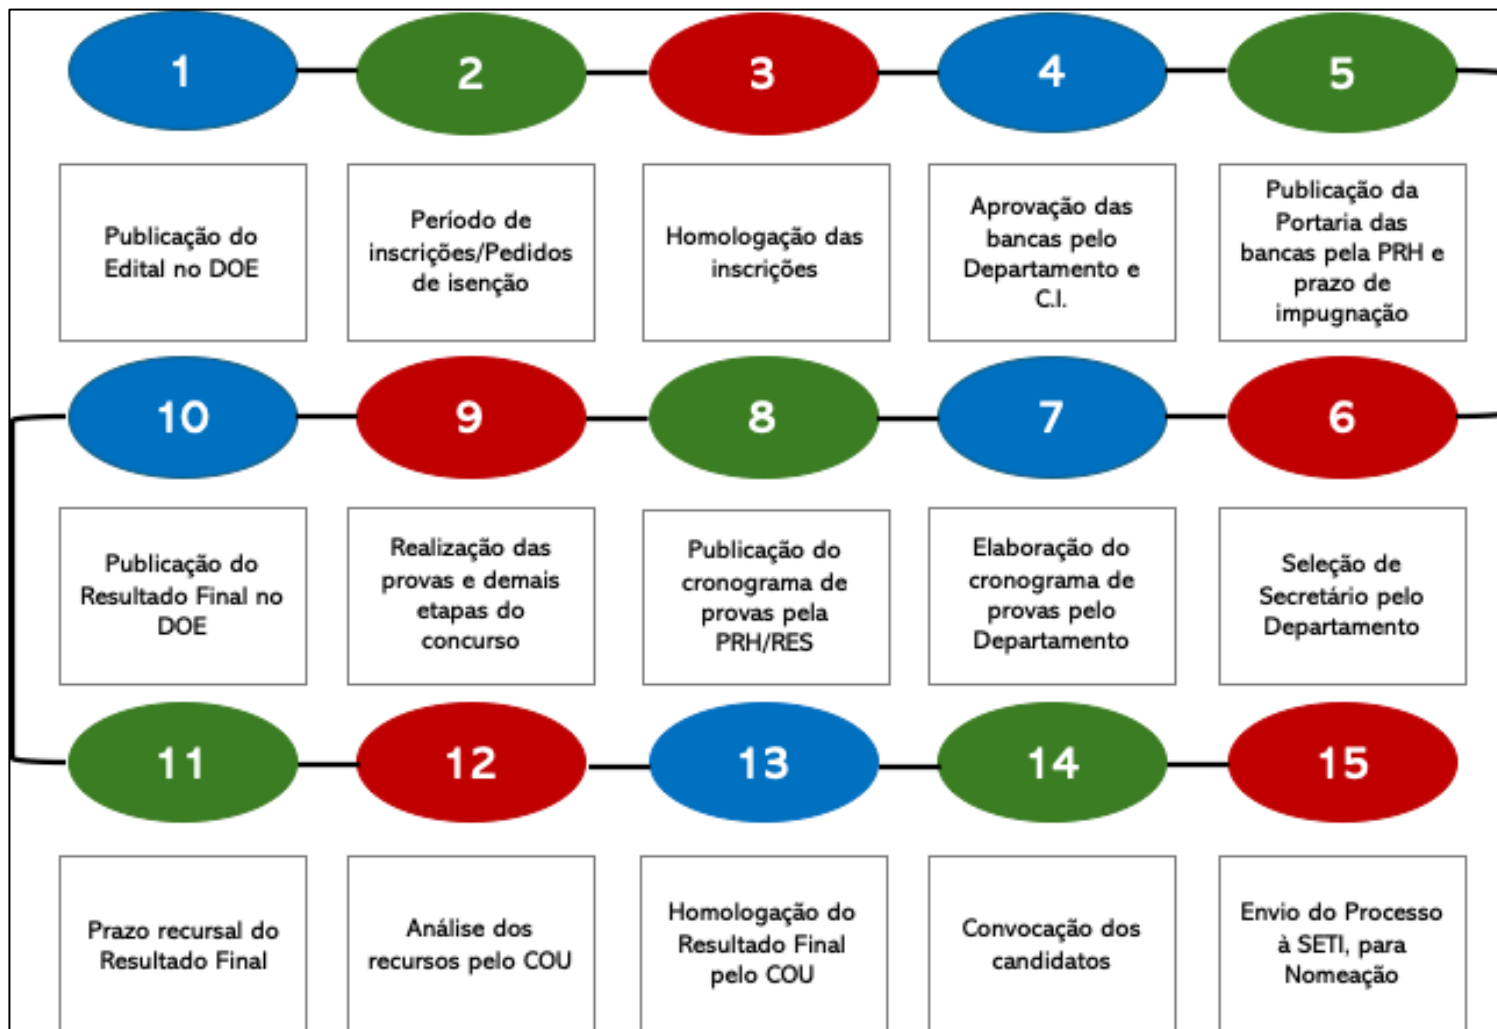 1
2
3
4
5
Publicação do
Edital no DOE
Período de
inscrições/Pedidos
de isenção
Homologação das
inscrições
Aprovação das
bancas pelo
Departamento e
C.I.
Publicação da
Portaria das
bancas pela PRH e
prazo de
impugnação
10
9
8
7
6
Publicação do
Resultado Final no
DOE
Realização das
provas e demais
etapas do
concurso
Publicação do
cronograma de
provas pela
PRH/RES
Elaboração do
cronograma de
provas pelo
Departamento
Seleção de
Secretário pelo
Departamento
11
12
13
14
15
Prazo recursal do
Resultado Final
Análise dos
recursos pelo COU
Homologação do
Resultado Final
pelo COU
Convocação dos
candidatos
Envio do Processo
à SETI, para
Nomeação